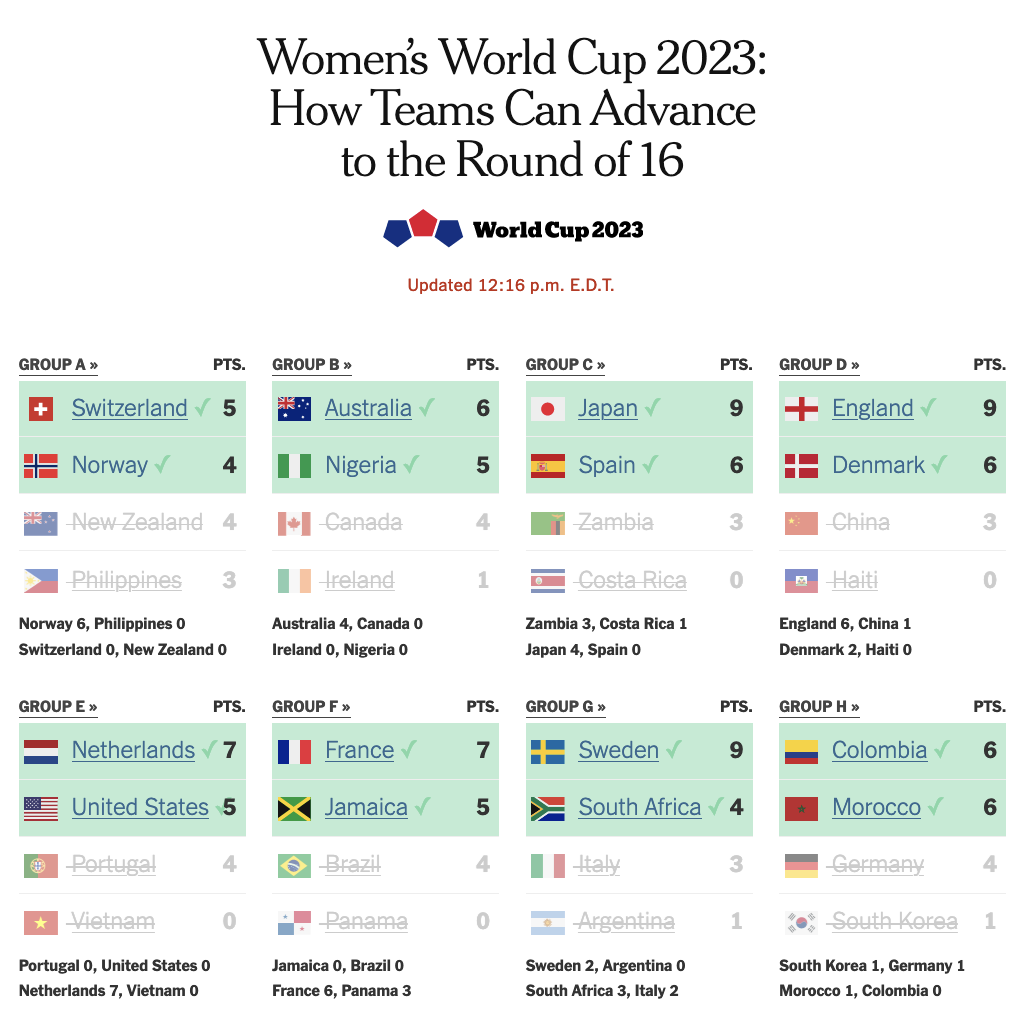 Women's World Cup 2023:
How Teams Can Advance
to the Round of 16
World Cup 2023
Updated 12:16 p.m. E.D.T.
GROUP A » PTS.
Switzerland ✓ 5
Norway ✓ 4
New Zealand 4
Philippines 3
Norway 6, Philippines 0
Switzerland 0, New Zealand 0
GROUP B » PTS.
Australia ✓ 6
Nigeria ✓ 5
Canada 4
Ireland 1
Australia 4, Canada 0
Ireland 0, Nigeria 0
GROUP C » PTS.
Japan ✓ 9
Spain ✓ 6
Zambia 3
Costa Rica 0
Zambia 3, Costa Rica 1
Japan 4, Spain 0
GROUP D » PTS.
England ✓ 9
Denmark ✓ 6
China 3
Haiti 0
England 6, China 1
Denmark 2, Haiti 0
GROUP E » PTS.
Netherlands ✓ 7
United States ✓ 5
Portugal 4
Vietnam 0
Portugal 0, United States 0
Netherlands 7, Vietnam 0
GROUP F » PTS.
France ✓ 7
Jamaica ✓ 5
Brazil 4
Panama 0
Jamaica 0, Brazil 0
France 6, Panama 3
GROUP G » PTS.
Sweden ✓ 9
South Africa ✓ 4
Italy 3
Argentina 1
Sweden 2, Argentina 0
South Africa 3, Italy 2
GROUP H » PTS.
Colombia ✓ 6
Morocco ✓ 6
Germany 4
South Korea 1
South Korea 1, Germany 1
Morocco 1, Colombia 0